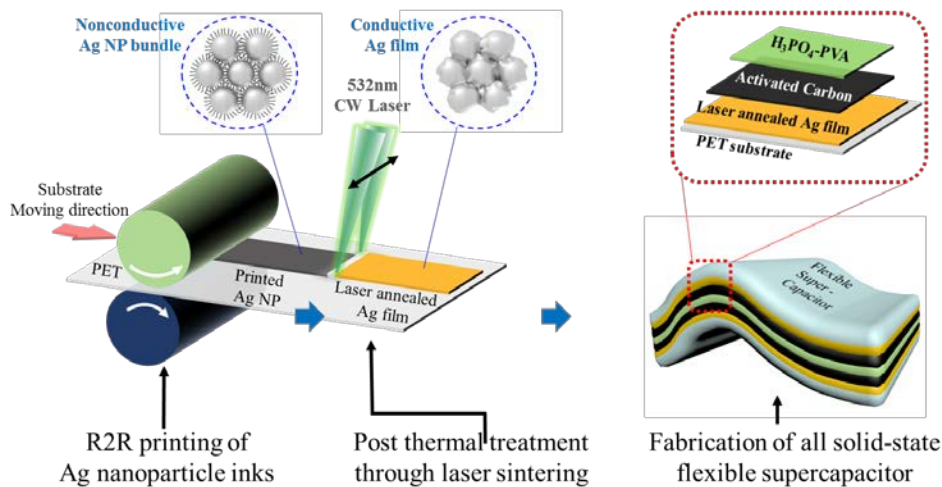 Nonconductive
Ag NP bundle
Conductive
Ag film
532nm
CW Laser
Substrate
Moving direction
PET
Printed
Ag NP
Laser annealed
Ag film
H₃PO₄-PVA
Activated Carbon
Laser annealed Ag film
PET substrate
Flexible
Super -
Capacitor
R2R printing of
Ag nanoparticle inks
Post thermal treatment
through laser sintering
Fabrication of all solid-state
flexible supercapacitor